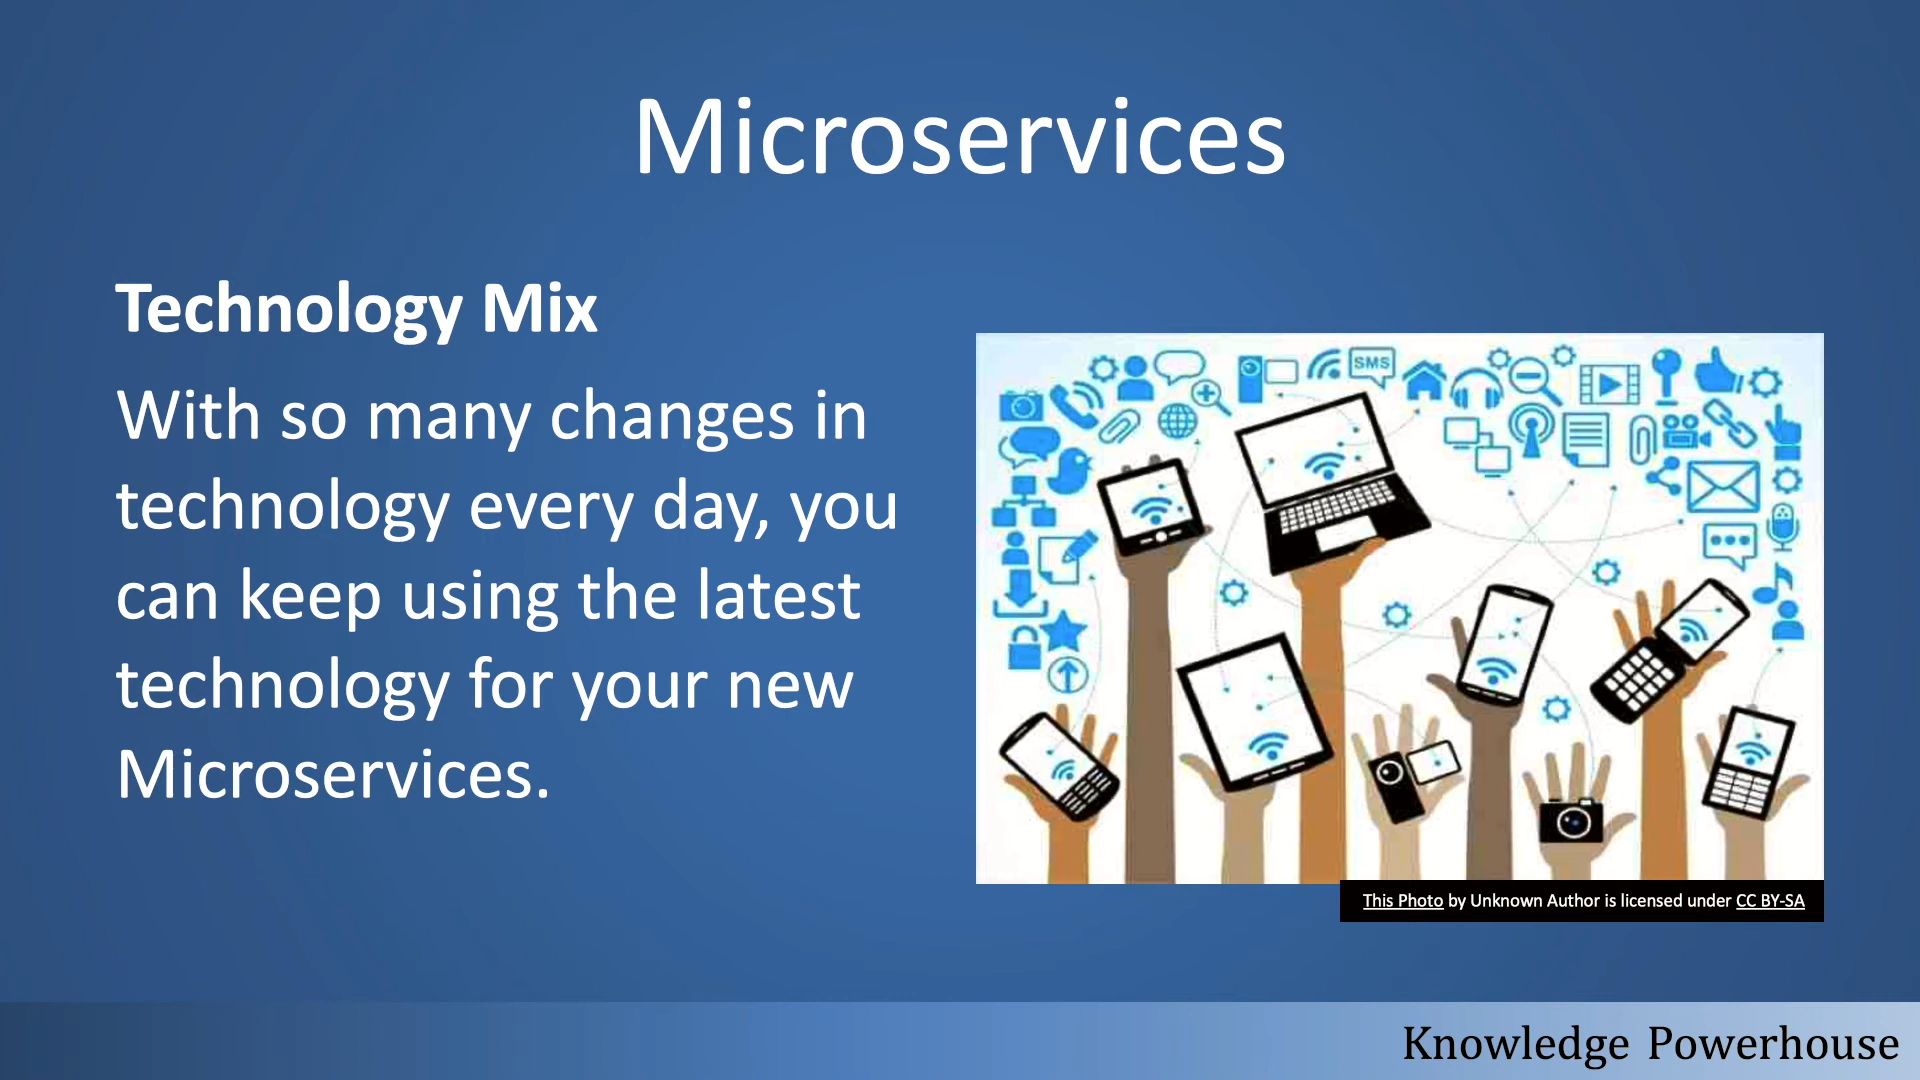 Microservices
Technology Mix
With so many changes in
technology every day, you
can keep using the latest
technology for your new
Microservices.
SMS
This Photo by Unknown Author is licensed under CC BY-SA
Knowledge Powerhouse